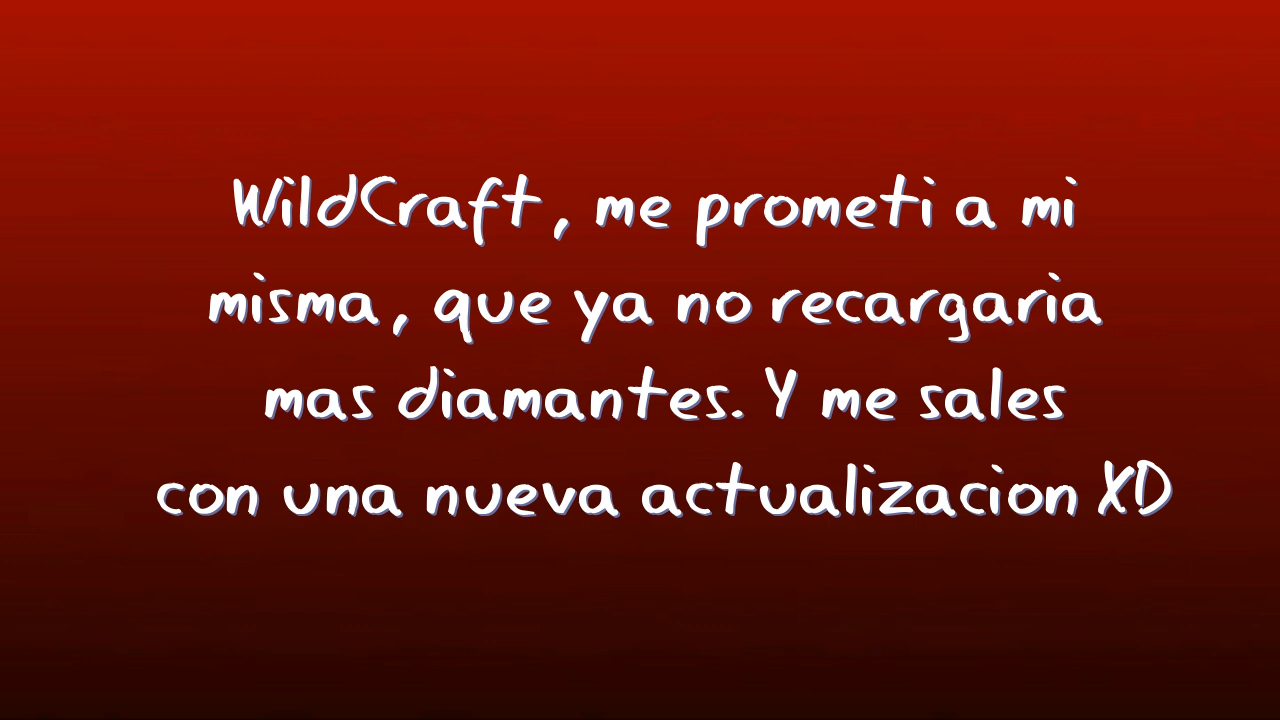 WildCraft, me prometi a mi
misma, que ya no recargaria
mas diamantes. Y me sales
con una nueva actualizacion XD